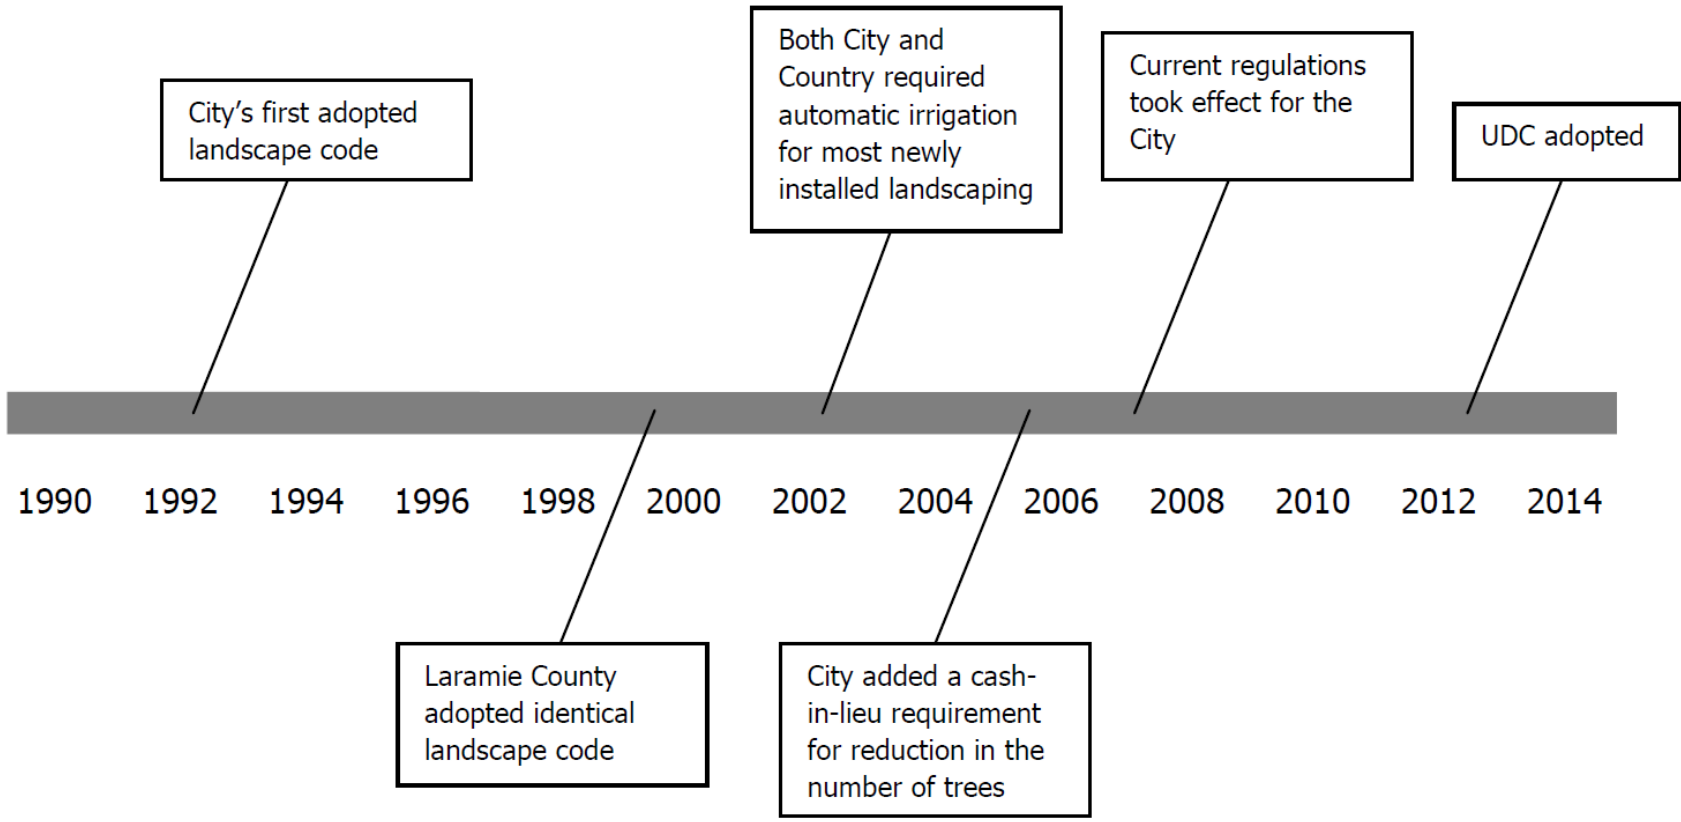 City’s first adopted
landscape code
Both City and
Country required
automatic irrigation
for most newly
installed landscaping
Current regulations
took effect for the
City
UDC adopted
1990 1992 1994 1996 1998 2000 2002 2004 2006 2008 2010 2012 2014
Laramie County
adopted identical
landscape code
City added a cash-
in-lieu requirement
for reduction in the
number of trees